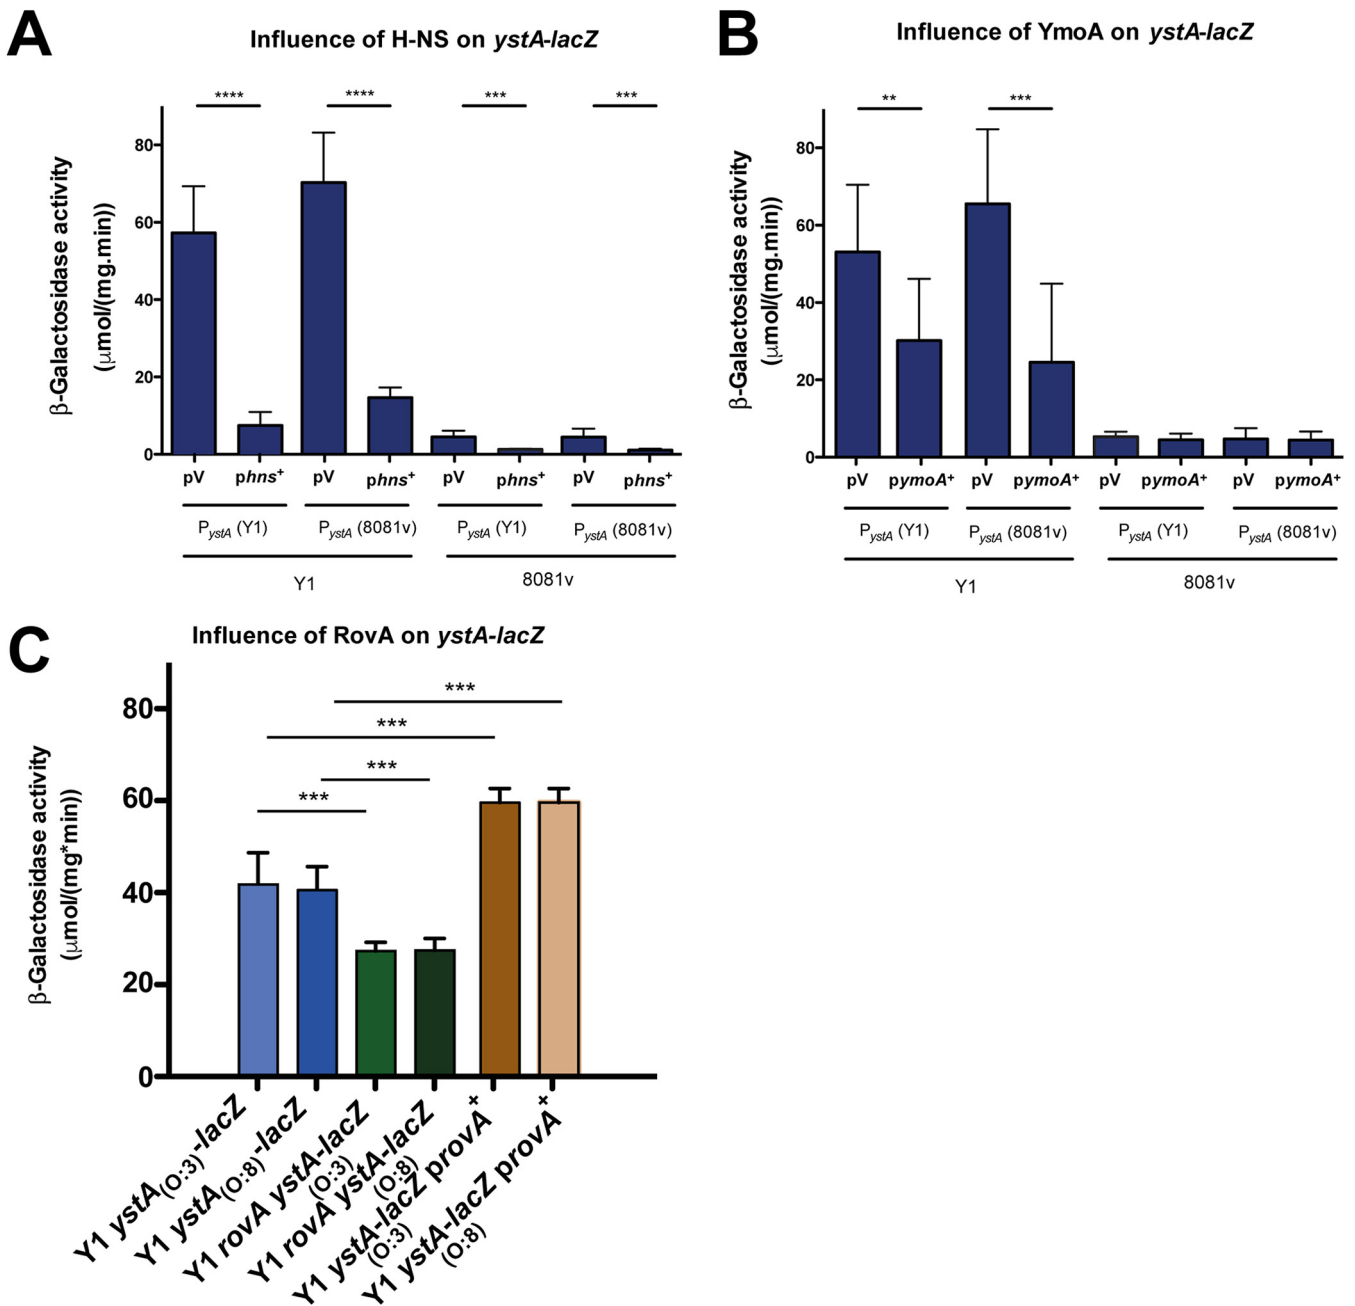 A
Influence of H-NS on ystA-lacZ
β-Galactosidase activity
(μmol/(mg.min))
80
60
40
20
0
**** **** *** ***
pV phns+ pV phns+ pV phns+ pV phns+
PystA (Y1) PystA (8081v) PystA (Y1) PystA (8081v)
Y1 8081v
B
Influence of YmoA on ystA-lacZ
β-Galactosidase activity
(μmol/(mg.min))
80
60
40
20
0
** ***
pV pymoA+ pV pymoA+ pV pymoA+ pV pymoA+
PystA (Y1) PystA (8081v) PystA (Y1) PystA (8081v)
Y1 8081v
C
Influence of RovA on ystA-lacZ
β-Galactosidase activity
(μmol/(mg*min))
80
60
40
20
0
***
***
***
***
Y1 ystA(O:3)-lacZ
Y1 ystA(O:8)-lacZ
Y1 rovA ystA-lacZ
(O:3)
Y1 rovA ystA-lacZ
(O:8)
Y1 ystA-lacZ provA+
(O:3)
Y1 ystA-lacZ provA+
(O:8)